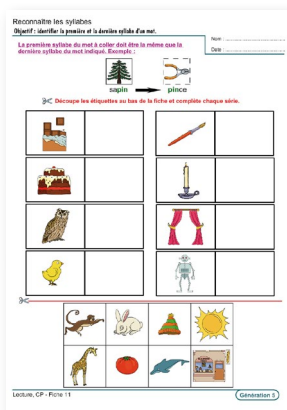 Reconnaître les syllabes
Objectif : identifier la première et la dernière syllabe d'un mot.
Nom :
Date :
La première syllabe du mot à coller doit être la même que la
dernière syllabe du mot indiqué. Exemple :
sapin pince
Découpe les étiquettes au bas de la fiche et complète chaque série.
Lecture, CP - Fiche 11
Génération 5